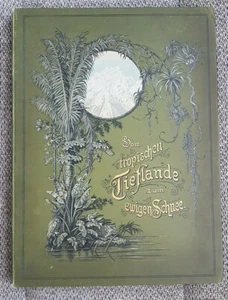 Vom
tropischen
Tieflande
zum
ewigen Schnee.